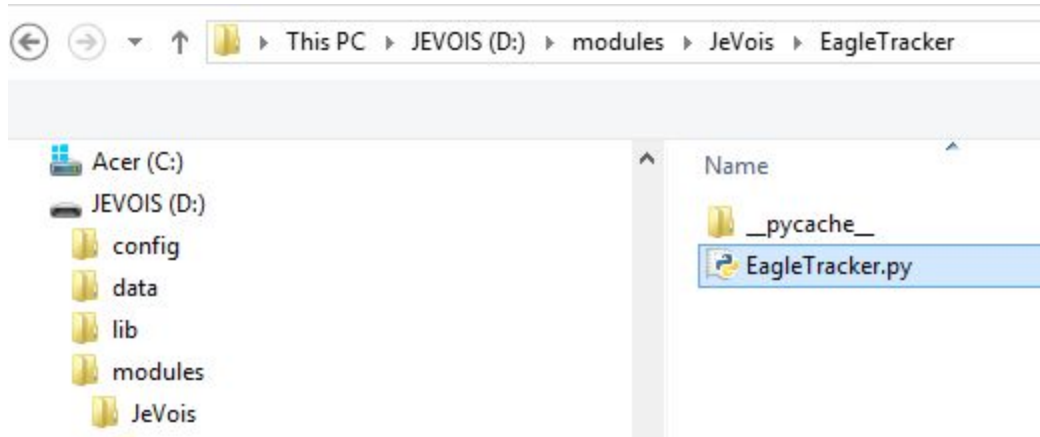 This PC JEVOIS (D:) modules JeVois EagleTracker
Acer (C:)
JEVOIS (D:)
config
data
lib
modules
JeVois
Name
__pycache__
EagleTracker.py